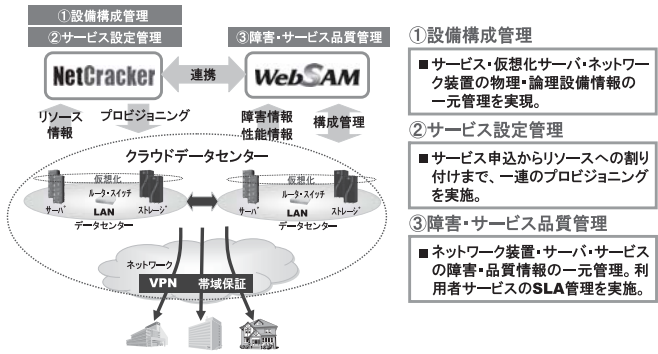 ①設備構成管理
②サービス設定管理
③障害・サービス品質管理
NetCracker
連携
WebSAM
リソース
情報
プロビジョニング
障害情報
性能情報
構成管理
クラウドデータセンター
仮想化
ルータ・スイッチ
サーバ
LAN
ストレージ
データセンター
仮想化
ルータ・スイッチ
サーバ
LAN
ストレージ
データセンター
ネットワーク
VPN 帯域保証
①設備構成管理
■サービス・仮想化サーバ・ネットワー
ク装置の物理・論理設備情報の
一元管理を実現。
②サービス設定管理
■サービス申込からリソースへの割り
付けまで、一連のプロビジョニング
を実施。
③障害・サービス品質管理
■ネットワーク装置・サーバ・サービス
の障害・品質情報の一元管理。利
用者サービスのSLA管理を実施。